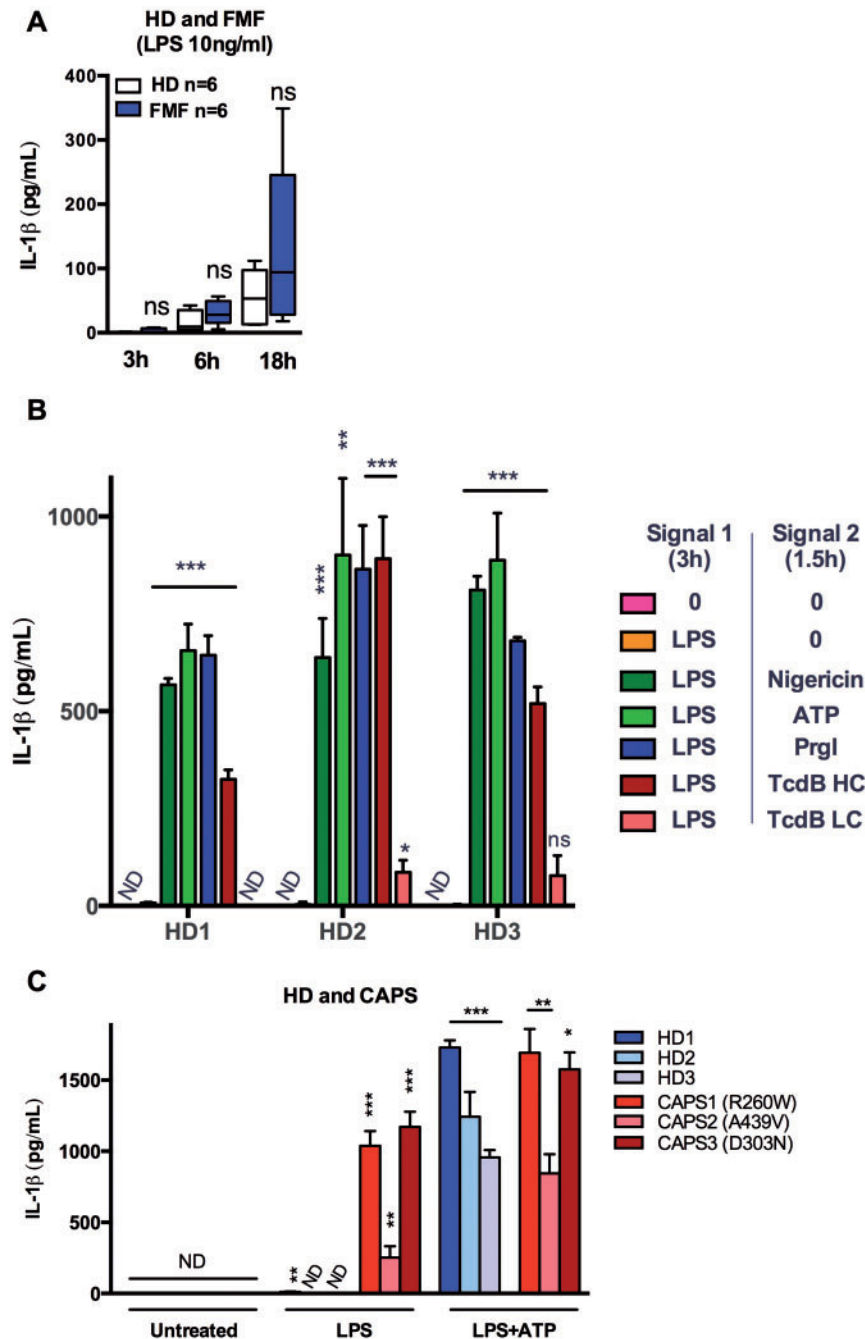 A
HD and FMF
(LPS 10ng/ml)
400
300
200
100
0
IL-1β (pg/mL)
HD n=6
FMF n=6
ns
ns
ns
3h
6h
18h
B
1000
500
0
IL-1β (pg/mL)
ND
***
ND
ND
***
**
***
*
ND
***
ns
HD1
HD2
HD3
Signal 1 Signal 2
(3h) (1.5h)
0 0
LPS 0
LPS Nigericin
LPS ATP
LPS PrgI
LPS TcdB HC
LPS TcdB LC
C
HD and CAPS
1500
1000
500
0
IL-1β (pg/mL)
ND
**
ND
ND
***
**
***
***
**
*
HD1
HD2
HD3
CAPS1 (R260W)
CAPS2 (A439V)
CAPS3 (D303N)
Untreated
LPS
LPS+ATP